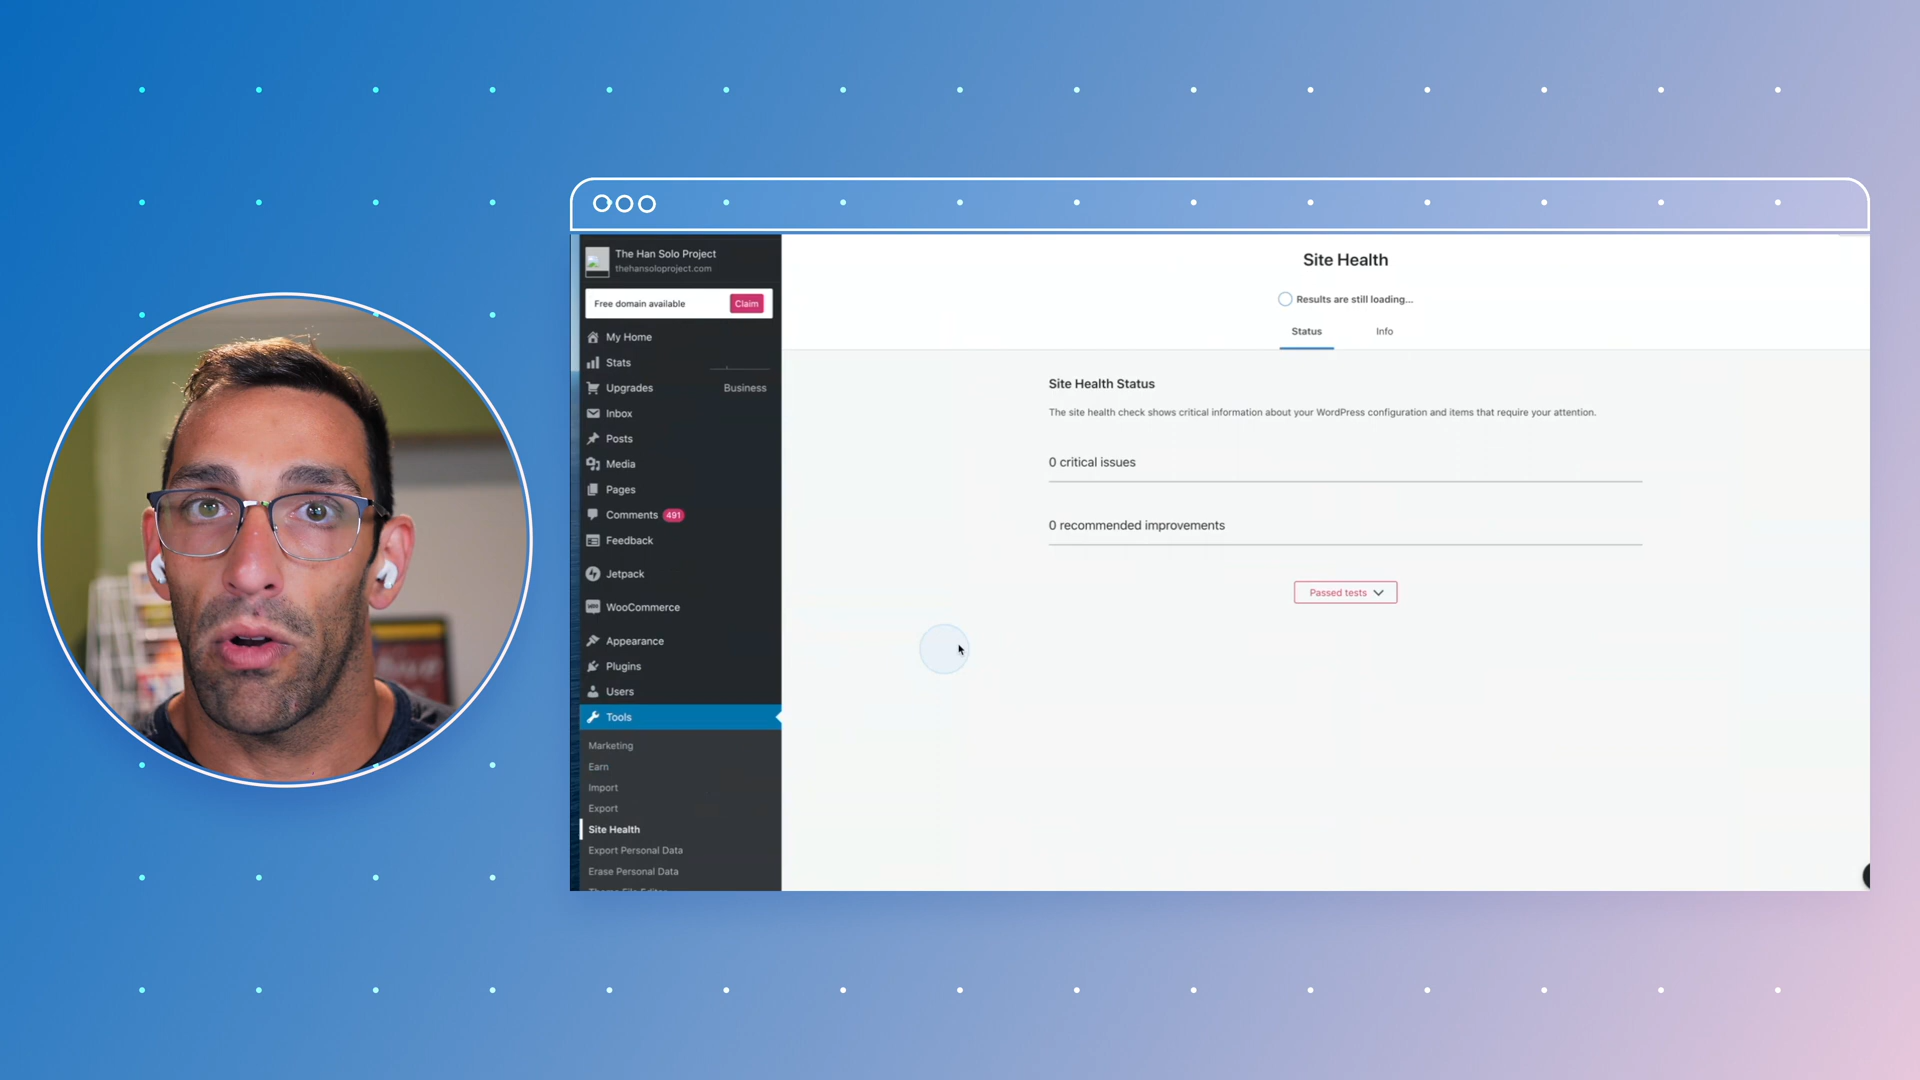 The Han Solo Project
thehansoloproject.com
Free domain available
Claim
My Home
Stats
Upgrades
Business
Inbox
Posts
Media
Pages
Comments 491
Feedback
Jetpack
WooCommerce
Appearance
Plugins
Users
Tools
Marketing
Earn
Import
Export
Site Health
Export Personal Data
Erase Personal Data
Site Health
Results are still loading...
Status
Info
Site Health Status
The site health check shows critical information about your WordPress configuration and items that require your attention.
0 critical issues
0 recommended improvements
Passed tests